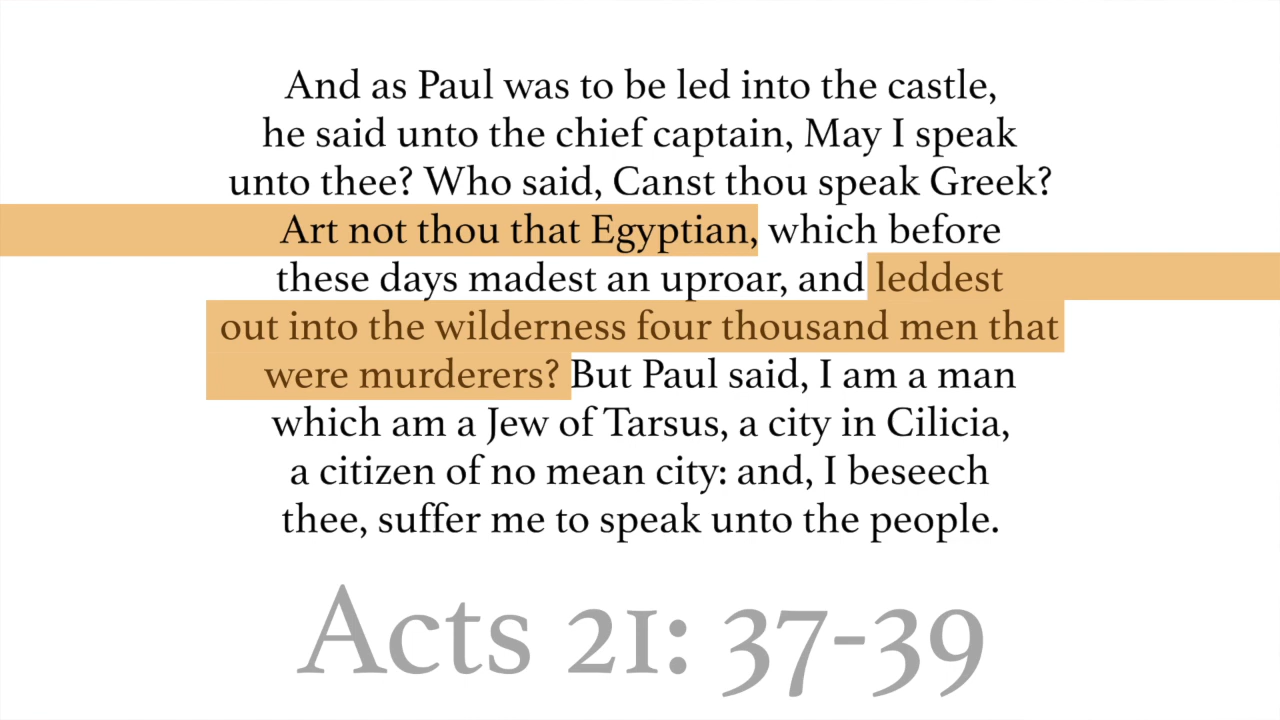 And as Paul was to be led into the castle,
he said unto the chief captain, May I speak
unto thee? Who said, Canst thou speak Greek?
Art not thou that Egyptian, which before
these days madest an uproar, and leddest
out into the wilderness four thousand men that
were murderers? But Paul said, I am a man
which am a Jew of Tarsus, a city in Cilicia,
a citizen of no mean city: and, I beseech
thee, suffer me to speak unto the people.
Acts 21: 37-39